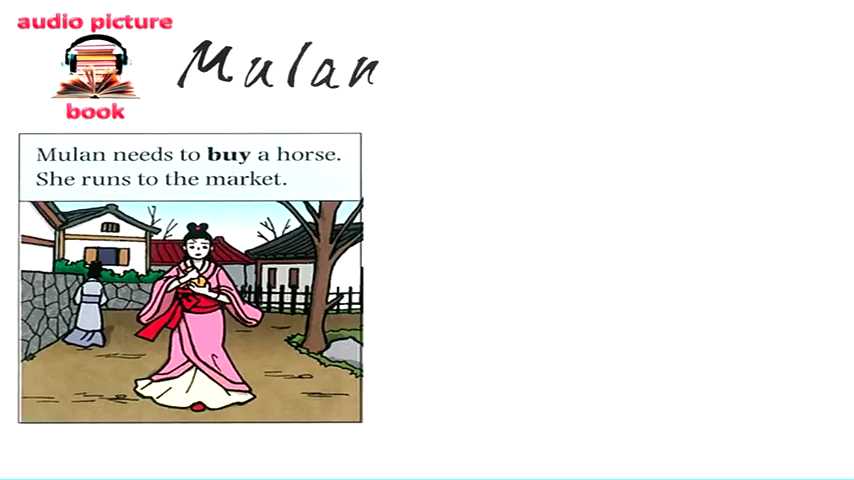 audio picture
book
Mulan
Mulan needs to buy a horse.
She runs to the market.